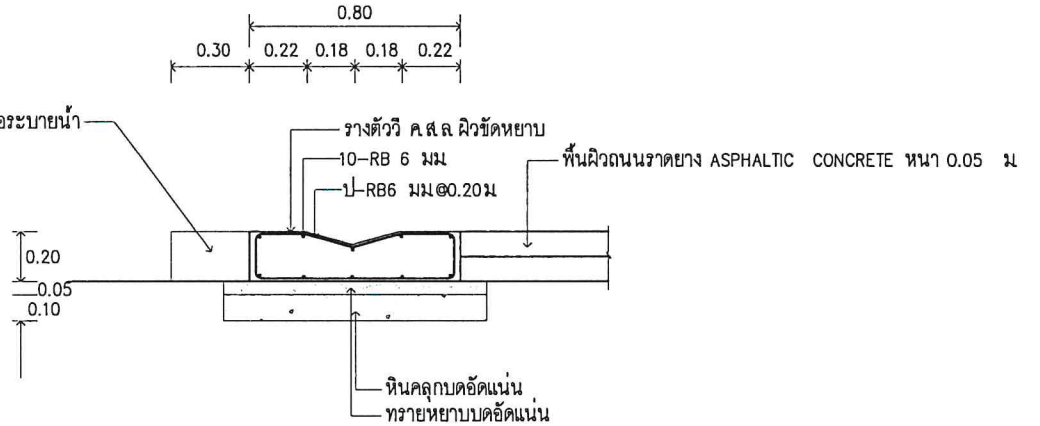 0.80
0.30 0.22 0.18 0.18 0.22
อระบายน้ำ
รางตัววี ค.ส.ล ผิวขัดหยาบ
10-RB 6 มม
ป-RB6 มม.@0.20ม
พื้นผิวถนนราดยาง ASPHALTIC CONCRETE หนา 0.05 ม
0.20
0.05
0.10
หินคลุกบดอัดแน่น
ทรายหยาบบดอัดแน่น